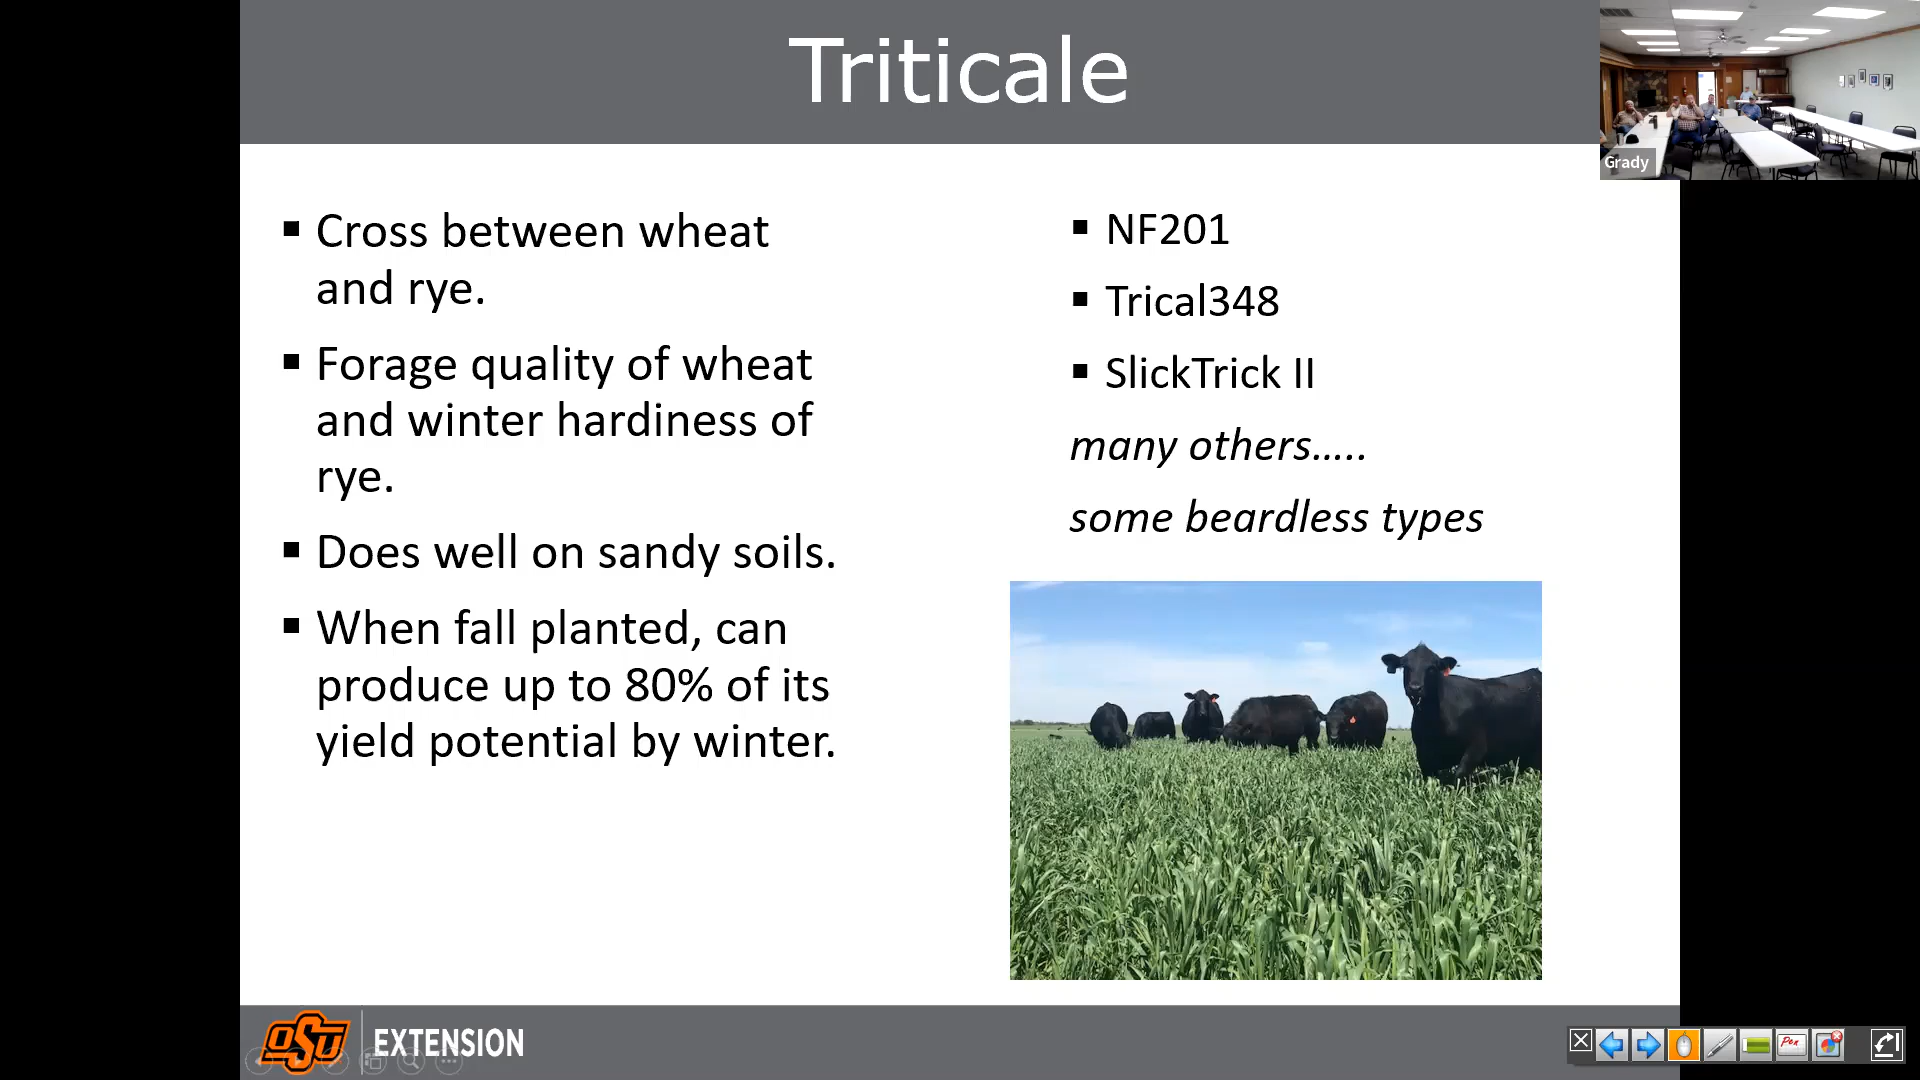 Triticale
Grady
▪ Cross between wheat
and rye.
▪ Forage quality of wheat
and winter hardiness of
rye.
▪ Does well on sandy soils.
▪ When fall planted, can
produce up to 80% of its
yield potential by winter.
▪ NF201
▪ Trical348
▪ SlickTrick II
many others.....
some beardless types
OSU EXTENSION
Pen